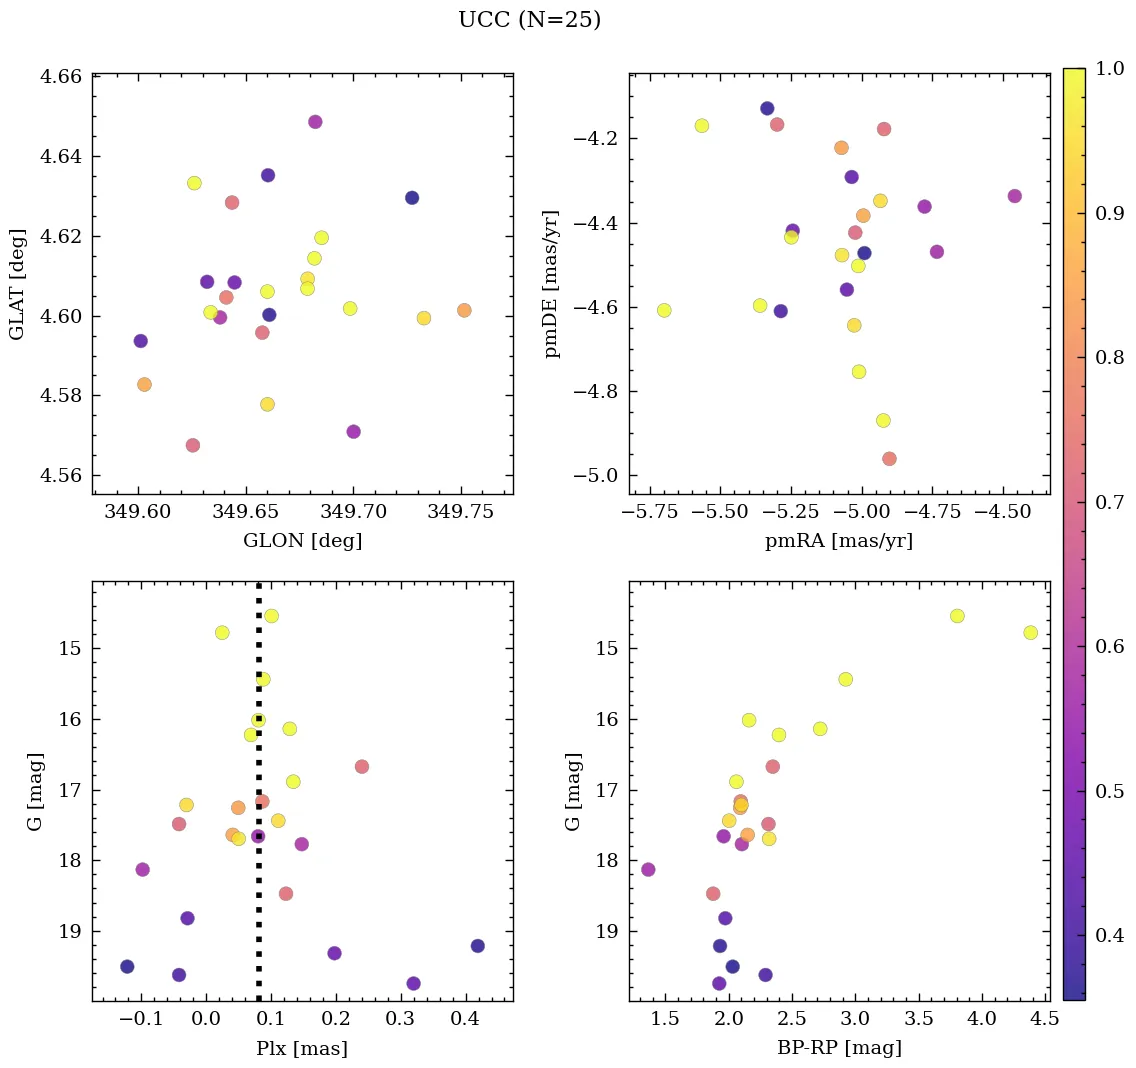 UCC (N=25)
4.66
4.64
4.62
4.60
4.58
4.56
GLAT [deg]
349.60 349.65 349.70 349.75
GLON [deg]
−4.2
−4.4
−4.6
−4.8
−5.0
pmDE [mas/yr]
−5.75 −5.50 −5.25 −5.00 −4.75 −4.50
pmRA [mas/yr]
15
16
17
18
19
G [mag]
−0.1 0.0 0.1 0.2 0.3 0.4
Plx [mas]
15
16
17
18
19
G [mag]
1.5 2.0 2.5 3.0 3.5 4.0 4.5
BP-RP [mag]
1.0
0.9
0.8
0.7
0.6
0.5
0.4